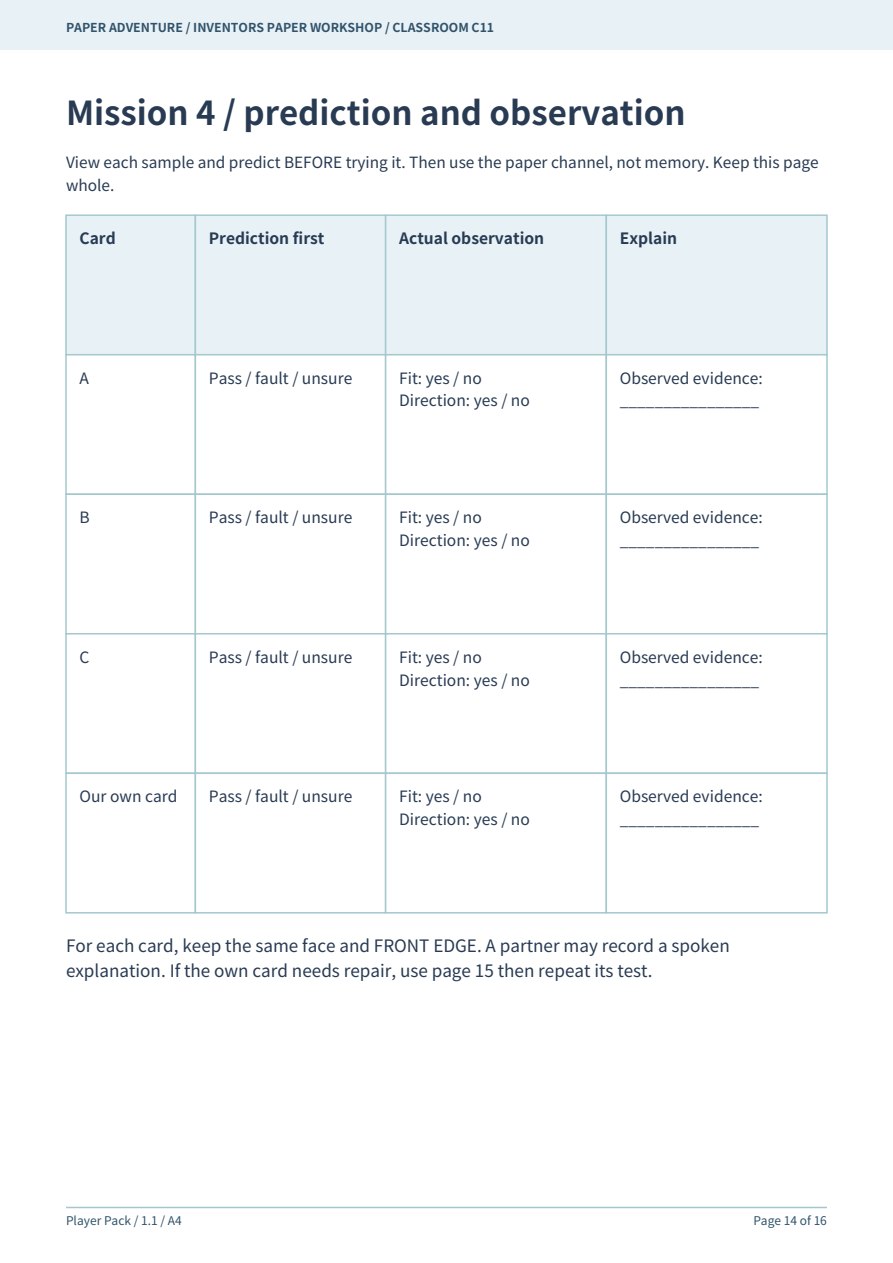 PAPER ADVENTURE / INVENTORS PAPER WORKSHOP / CLASSROOM C11
Mission 4 / prediction and observation
View each sample and predict BEFORE trying it. Then use the paper channel, not memory. Keep this page
whole.
Card
Prediction first
Actual observation
Explain
A
Pass / fault / unsure
Fit: yes / no
Direction: yes / no
Observed evidence:
________________
B
Pass / fault / unsure
Fit: yes / no
Direction: yes / no
Observed evidence:
________________
C
Pass / fault / unsure
Fit: yes / no
Direction: yes / no
Observed evidence:
________________
Our own card
Pass / fault / unsure
Fit: yes / no
Direction: yes / no
Observed evidence:
________________
For each card, keep the same face and FRONT EDGE. A partner may record a spoken
explanation. If the own card needs repair, use page 15 then repeat its test.
Player Pack / 1.1 / A4
Page 14 of 16